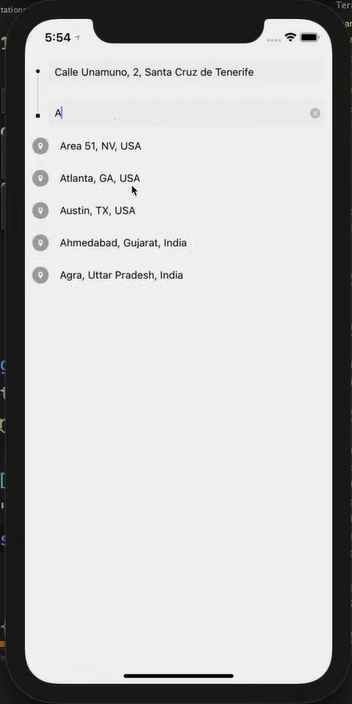 5:54
Calle Unamuno, 2, Santa Cruz de Tenerife
A
Area 51, NV, USA
Atlanta, GA, USA
Austin, TX, USA
Ahmedabad, Gujarat, India
Agra, Uttar Pradesh, India